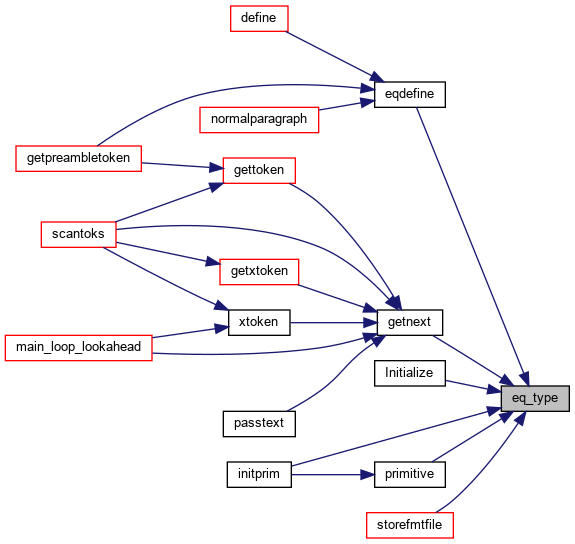 define
eqdefine
normalparagraph
getpreambletoken
gettoken
scantoks
getxtoken
xtoken
getnext
main_loop_lookahead
Initialize
eq_type
passtext
initprim
primitive
storefmtfile